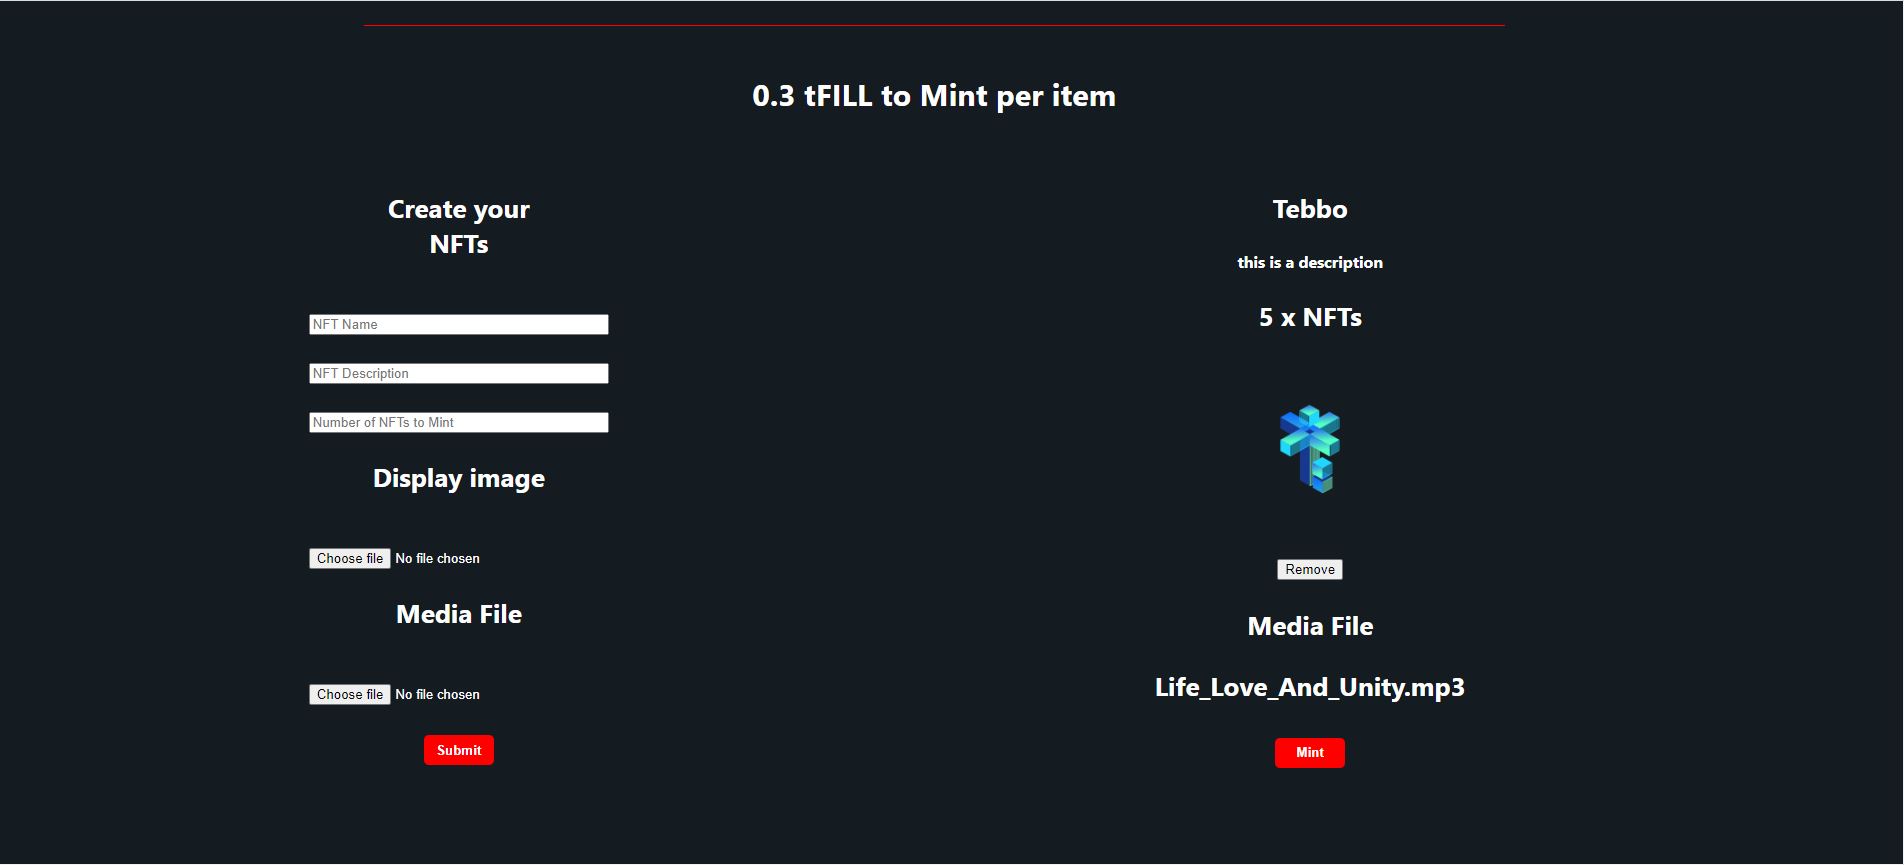 0.3 tFILL to Mint per item
Create your
NFTs
NFT Name
NFT Description
Number of NFTs to Mint
Display image
Choose file No file chosen
Media File
Choose file No file chosen
Submit
Tebbo
this is a description
5 x NFTs
Remove
Media File
Life_Love_And_Unity.mp3
Mint